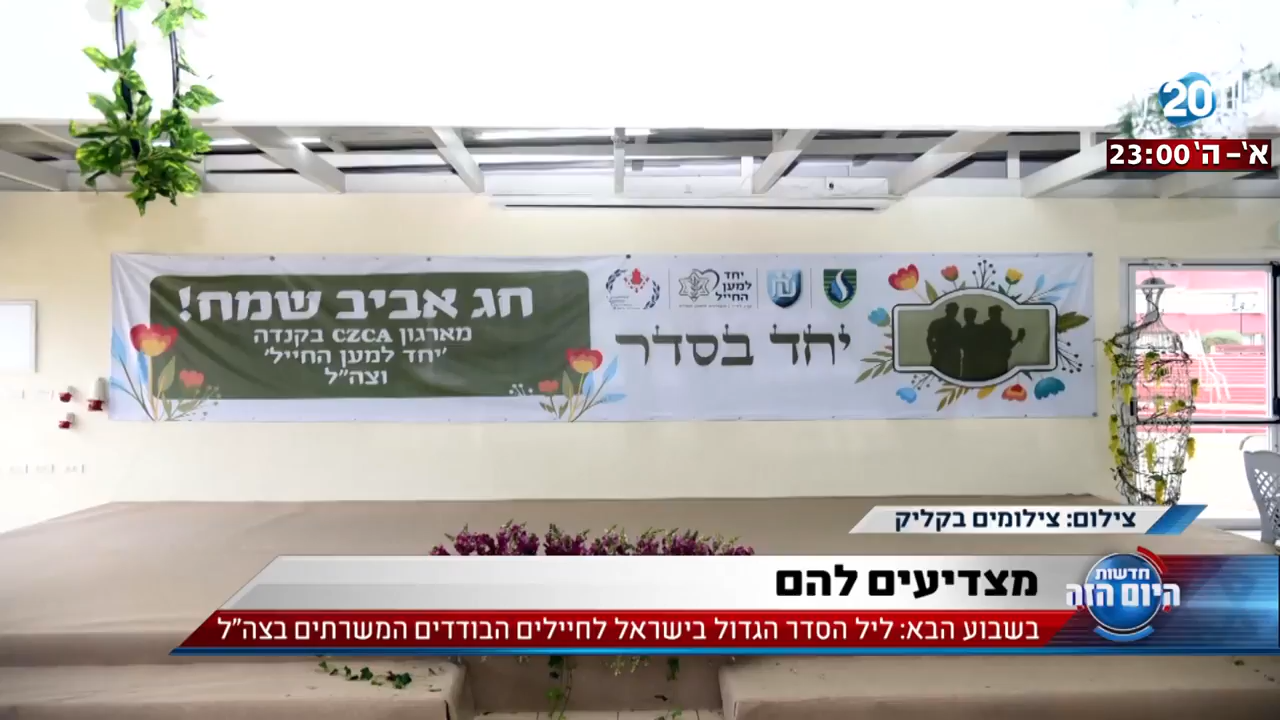 20
א'-ה' 23:00
חג אביב שמח!
מארגון CZCA בקנדה
'יחד למען החייל'
וצה"ל
יחד
למען
החייל
יחד בסדר
צילום: צילומים בקליק
מצדיעים להם
בשבוע הבא: ליל הסדר הגדול בישראל לחיילים הבודדים המשרתים בצה"ל
חדשות
היום הזה